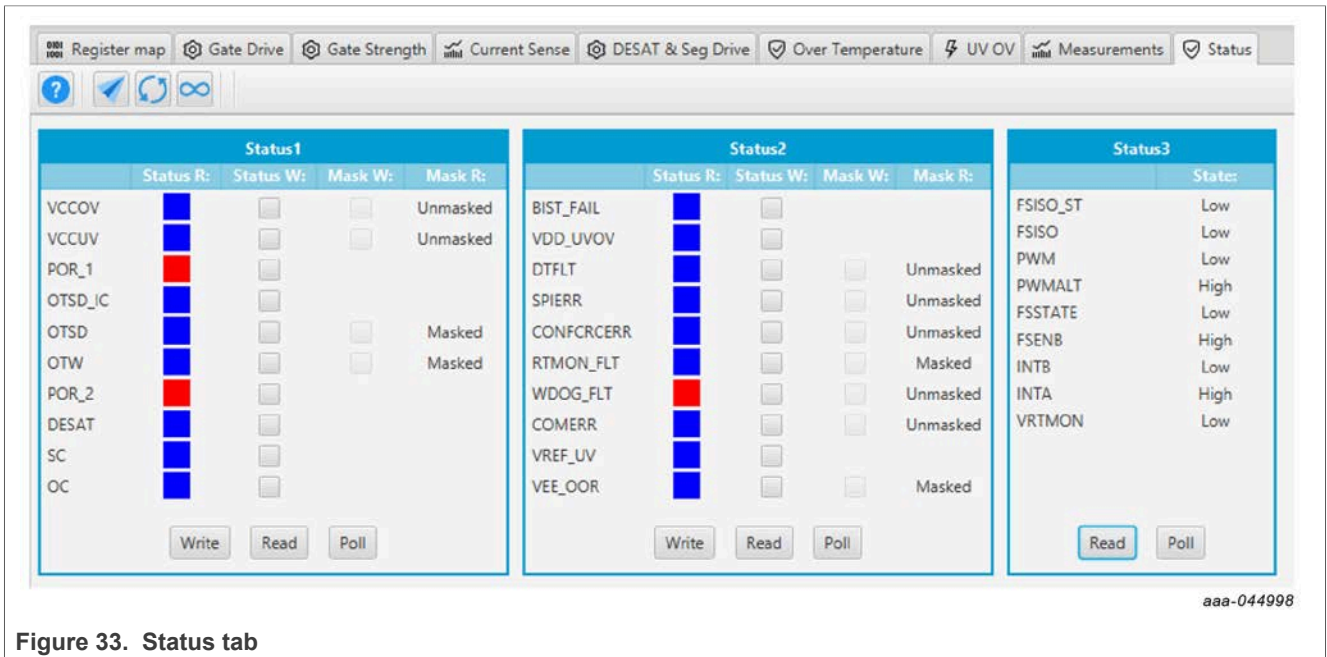 Register map Gate Drive Gate Strength Current Sense DESAT & Seg Drive Over Temperature UV OV Measurements Status
Status1
Status R: Status W: Mask W: Mask R:
VCCOV Unmasked
VCCUV Unmasked
POR_1
OTSD_IC
OTSD Masked
OTW Masked
POR_2
DESAT
SC
OC
Write Read Poll
Status2
Status R: Status W: Mask W: Mask R:
BIST_FAIL
VDD_UVOV
DTFLT Unmasked
SPIERR Unmasked
CONFCRCERR Unmasked
RTMON_FLT Masked
WDOG_FLT Unmasked
COMERR Unmasked
VREF_UV
VEE_OOR Masked
Write Read Poll
Status3
State:
FSISO_ST Low
FSISO Low
PWM Low
PWMALT High
FSSTATE Low
FSENB High
INTB Low
INTA High
VRTMON Low
Read Poll
aaa-044998
Figure 33. Status tab